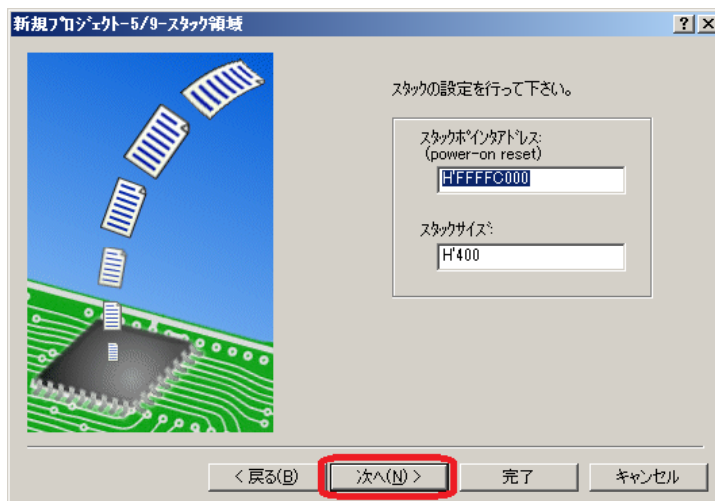 新規プロジェクト-5/9-スタック領域
スタックの設定を行って下さい。
スタックポインタアドレス:
(power-on reset)
H'FFFFC000
スタックサイズ:
H'400
< 戻る(B)
次へ(N) >
完了
キャンセル